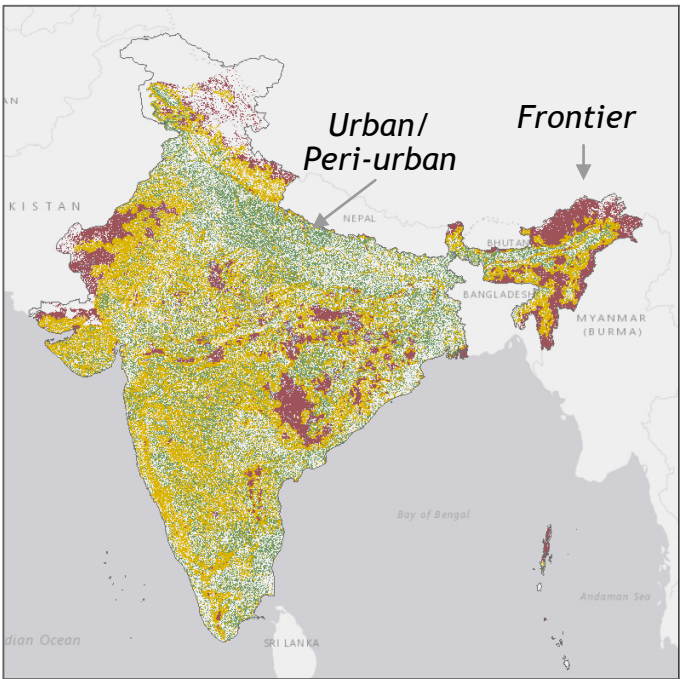 Urban/
Peri-urban
Frontier
AN
KISTAN
NEPAL
BHUTAN
BANGLADESH
MYANMAR
(BURMA)
Bay of Bengal
Andaman Sea
dian Ocean
SRI LANKA